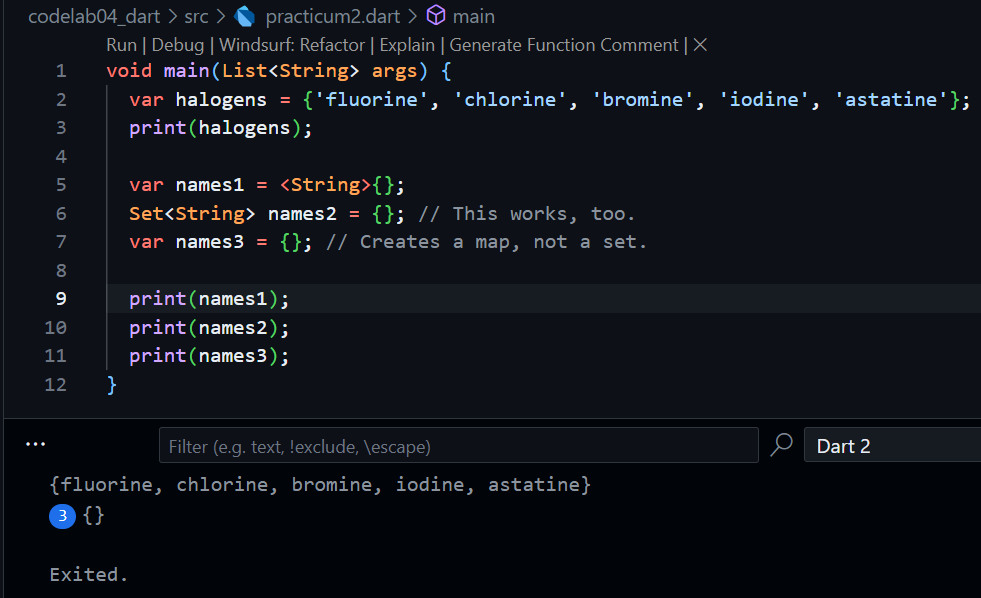 codelab04_dart > src > practicum2.dart > main
Run | Debug | Windsurf: Refactor | Explain | Generate Function Comment | ×
1 void main(List<String> args) {
2 var halogens = {'fluorine', 'chlorine', 'bromine', 'iodine', 'astatine'};
3 print(halogens);
4
5 var names1 = <String>{};
6 Set<String> names2 = {}; // This works, too.
7 var names3 = {}; // Creates a map, not a set.
8
9 print(names1);
10 print(names2);
11 print(names3);
12 }
... Filter (e.g. text, !exclude, \escape) Dart 2
{fluorine, chlorine, bromine, iodine, astatine}
3 {}
Exited.